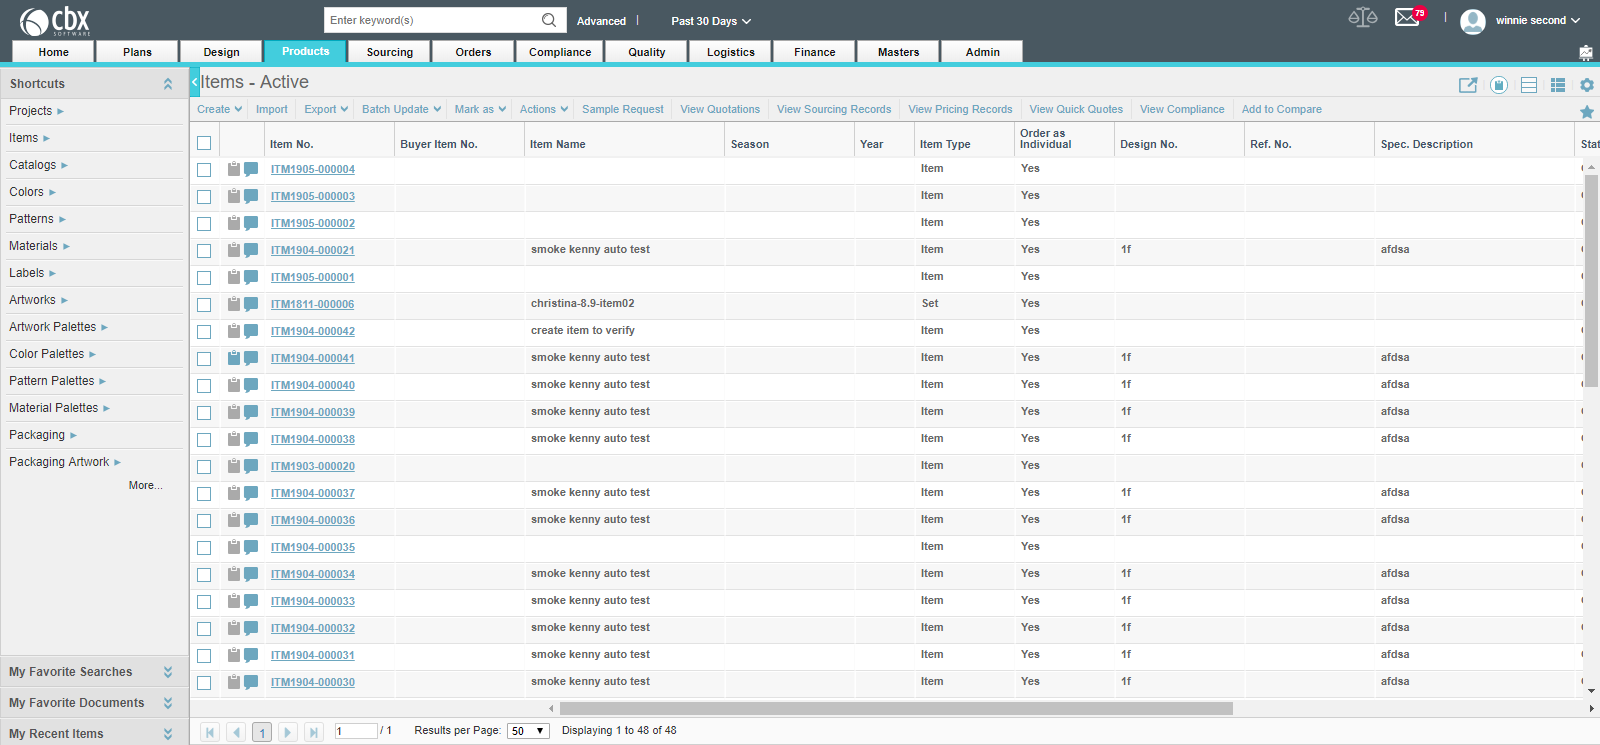 cbx
SOFTWARE
Enter keyword(s)
Advanced
Past 30 Days
79
winnie second
Home
Plans
Design
Products
Sourcing
Orders
Compliance
Quality
Logistics
Finance
Masters
Admin
Shortcuts
Projects
Items
Catalogs
Colors
Patterns
Materials
Labels
Artworks
Artwork Palettes
Color Palettes
Pattern Palettes
Material Palettes
Packaging
Packaging Artwork
More...
My Favorite Searches
My Favorite Documents
My Recent Items
Items - Active
Create Import Export Batch Update Mark as Actions Sample Request View Quotations View Sourcing Records View Pricing Records View Quick Quotes View Compliance Add to Compare
Item No. Buyer Item No. Item Name Season Year Item Type Order as Individual Design No. Ref. No. Spec. Description Stat
ITM1905-000004 Item Yes
ITM1905-000003 Item Yes
ITM1905-000002 Item Yes
ITM1904-000021 smoke kenny auto test Item Yes 1f afdsa
ITM1905-000001 Item Yes
ITM1811-000006 christina-8.9-item02 Set Yes
ITM1904-000042 create item to verify Item Yes
ITM1904-000041 smoke kenny auto test Item Yes 1f afdsa
ITM1904-000040 smoke kenny auto test Item Yes 1f afdsa
ITM1904-000039 smoke kenny auto test Item Yes 1f afdsa
ITM1904-000038 smoke kenny auto test Item Yes 1f afdsa
ITM1903-000020 Item Yes
ITM1904-000037 smoke kenny auto test Item Yes 1f afdsa
ITM1904-000036 smoke kenny auto test Item Yes 1f afdsa
ITM1904-000035 Item Yes
ITM1904-000034 smoke kenny auto test Item Yes 1f afdsa
ITM1904-000033 smoke kenny auto test Item Yes 1f afdsa
ITM1904-000032 smoke kenny auto test Item Yes 1f afdsa
ITM1904-000031 smoke kenny auto test Item Yes 1f afdsa
ITM1904-000030 smoke kenny auto test Item Yes 1f afdsa
1 1 / 1 Results per Page: 50 Displaying 1 to 48 of 48